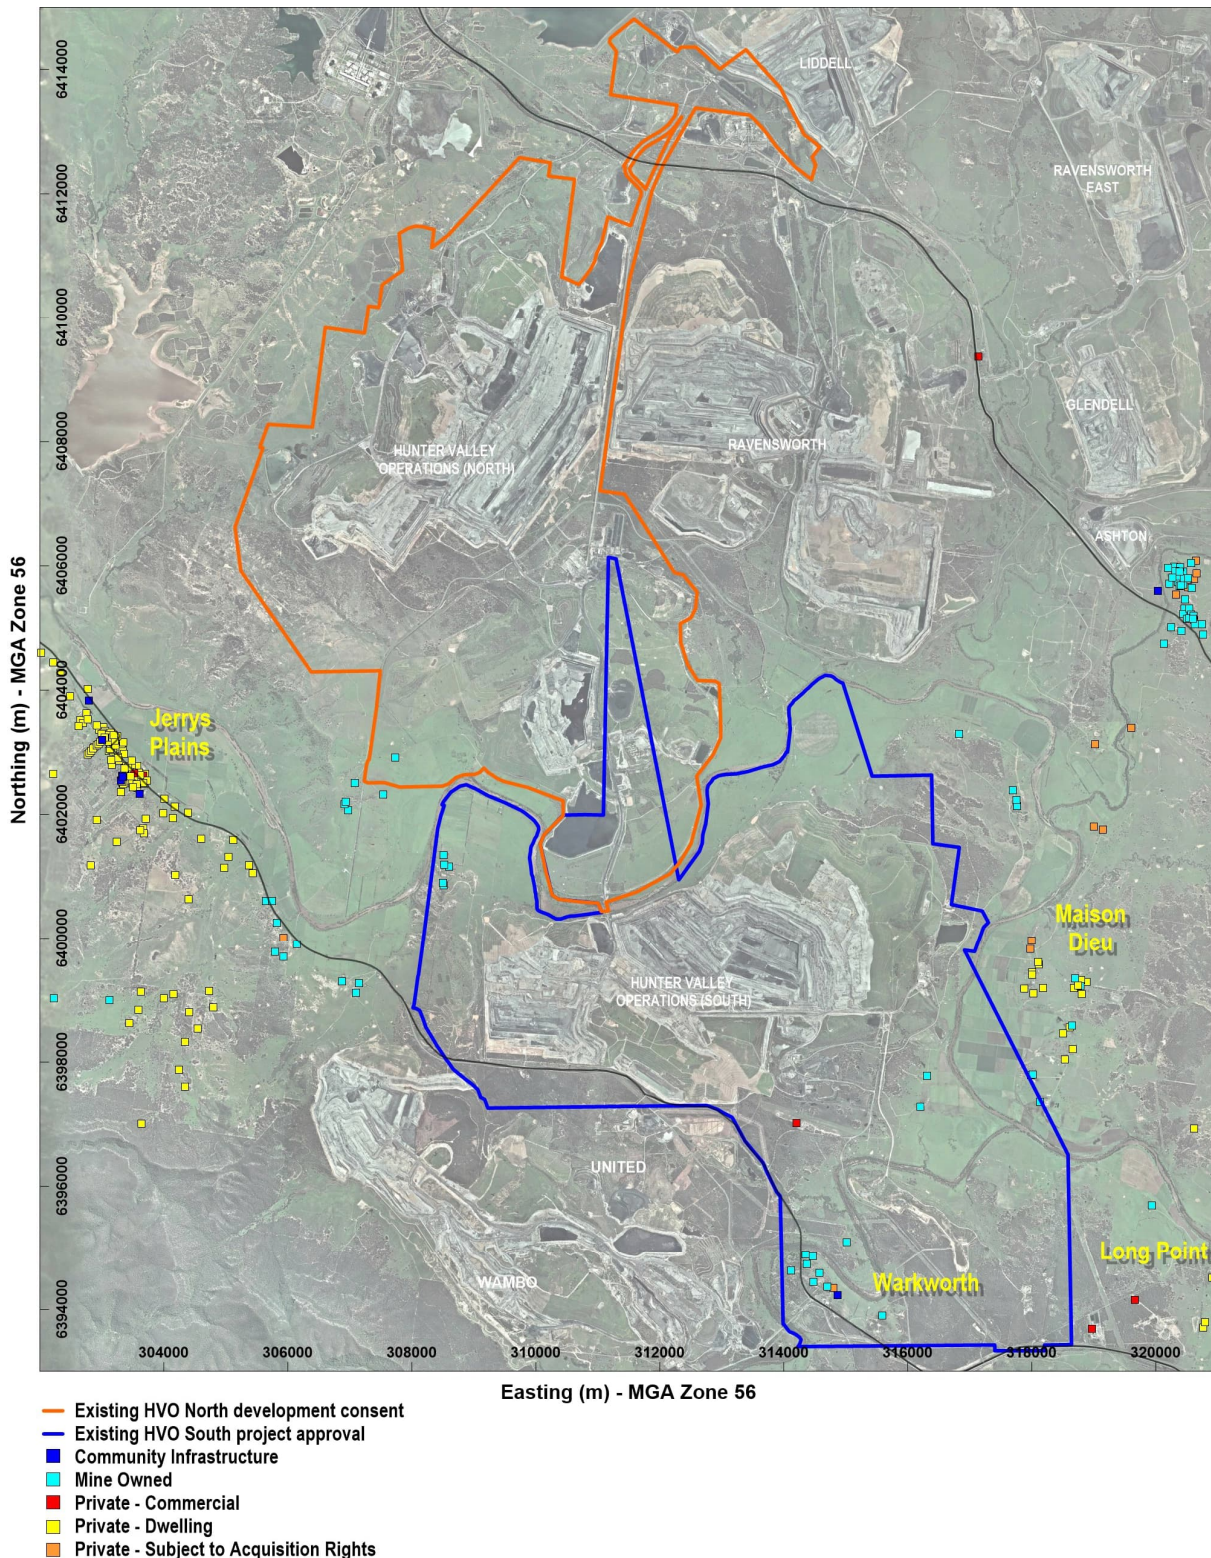 6414000
6412000
6410000
6408000
6406000
6404000
6402000
6400000
6398000
6396000
6394000
Northing (m) - MGA Zone 56
LIDDELL
RAVENSWORTH
EAST
GLENDELL
HUNTER VALLEY
OPERATIONS (NORTH)
RAVENSWORTH
ASHTON
Jerrys
Plains
Maison
Dieu
HUNTER VALLEY
OPERATIONS (SOUTH)
UNITED
WAMBO
Warkworth
Long Point
304000
306000
308000
310000
312000
314000
316000
318000
320000
Easting (m) - MGA Zone 56
Existing HVO North development consent
Existing HVO South project approval
Community Infrastructure
Mine Owned
Private - Commercial
Private - Dwelling
Private - Subject to Acquisition Rights